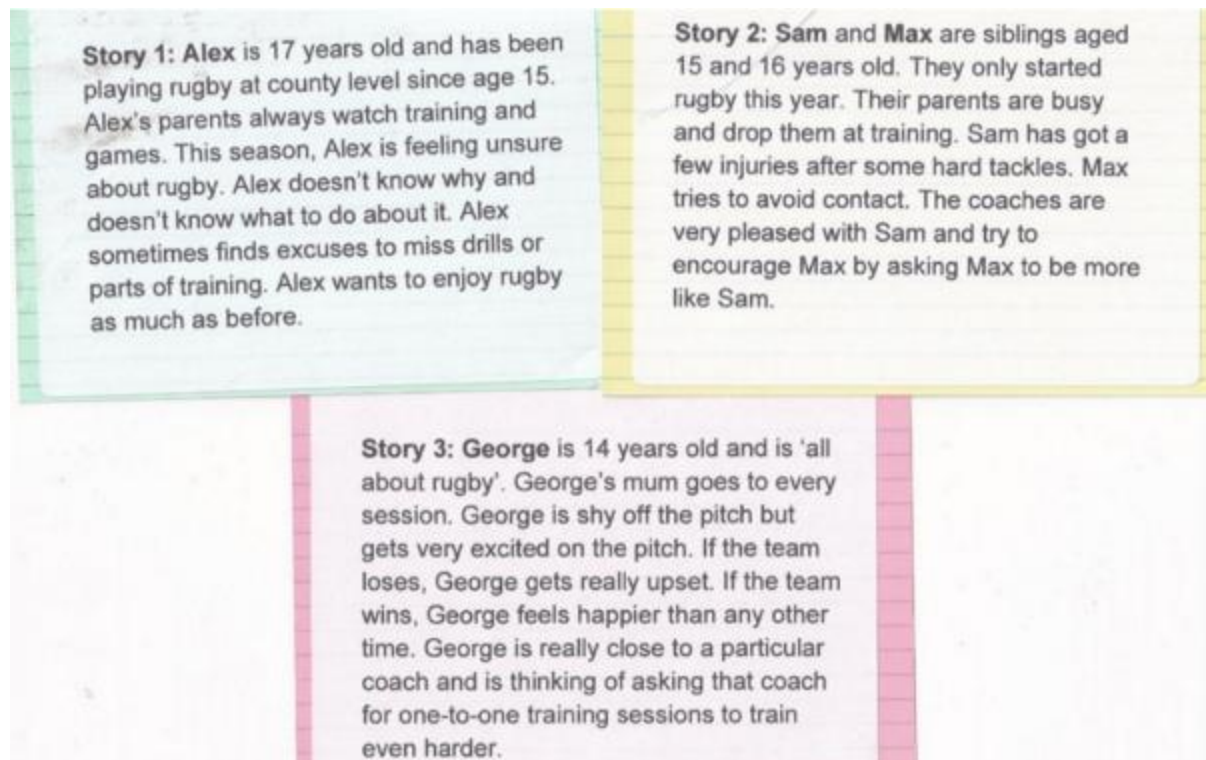 Story 1: Alex is 17 years old and has been
playing rugby at county level since age 15.
Alex's parents always watch training and
games. This season, Alex is feeling unsure
about rugby. Alex doesn't know why and
doesn't know what to do about it. Alex
sometimes finds excuses to miss drills or
parts of training. Alex wants to enjoy rugby
as much as before.
Story 2: Sam and Max are siblings aged
15 and 16 years old. They only started
rugby this year. Their parents are busy
and drop them at training. Sam has got a
few injuries after some hard tackles. Max
tries to avoid contact. The coaches are
very pleased with Sam and try to
encourage Max by asking Max to be more
like Sam.
Story 3: George is 14 years old and is 'all
about rugby'. George's mum goes to every
session. George is shy off the pitch but
gets very excited on the pitch. If the team
loses, George gets really upset. If the team
wins, George feels happier than any other
time. George is really close to a particular
coach and is thinking of asking that coach
for one-to-one training sessions to train
even harder.